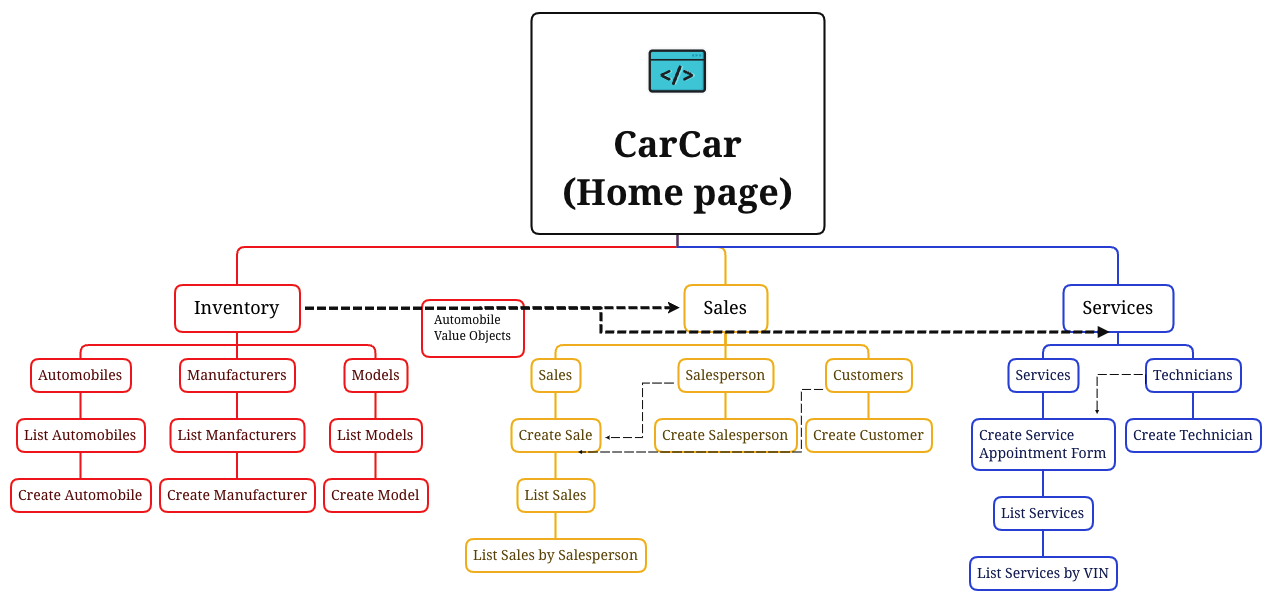 </>
CarCar
(Home page)
Inventory
Sales
Services
Automobile
Value Objects
Automobiles
Manufacturers
Models
Sales
Salesperson
Customers
Services
Technicians
List Automobiles
List Manfacturers
List Models
Create Sale
Create Salesperson
Create Customer
Create Service
Appointment Form
Create Technician
Create Automobile
Create Manufacturer
Create Model
List Sales
List Services
List Sales by Salesperson
List Services by VIN